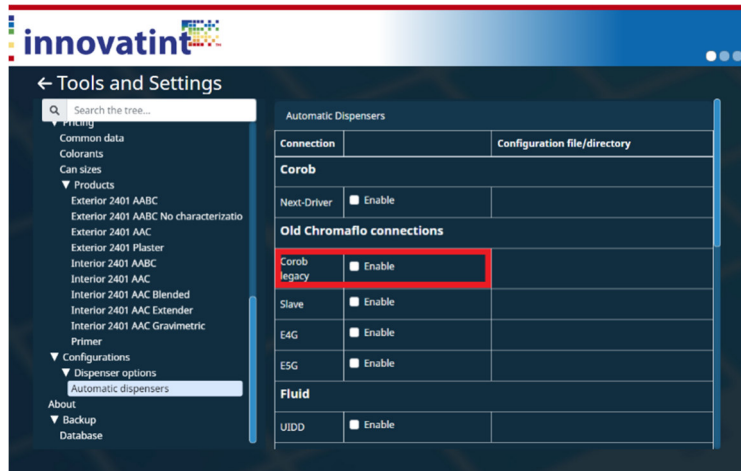 innovatint
← Tools and Settings
Search the tree...
▼ Pricing
Common data
Colorants
Can sizes
▼ Products
Exterior 2401 AABC
Exterior 2401 AABC No characterizatio
Exterior 2401 AAC
Exterior 2401 Plaster
Interior 2401 AABC
Interior 2401 AAC
Interior 2401 AAC Blended
Interior 2401 AAC Extender
Interior 2401 AAC Gravimetric
Primer
▼ Configurations
▼ Dispenser options
Automatic dispensers
About
▼ Backup
Database
Automatic Dispensers
Connection Configuration file/directory
Corob
Next-Driver Enable
Old Chromaflo connections
Corob
legacy Enable
Slave Enable
E4G Enable
E5G Enable
Fluid
UIDD Enable